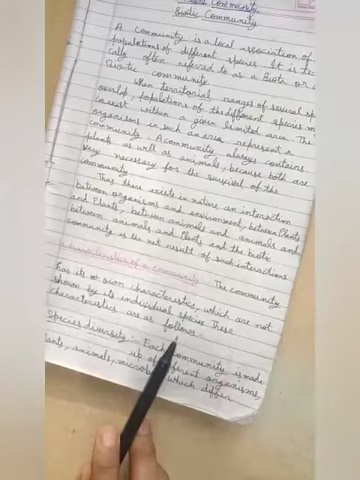 Community
Biotic Community
A community is a local association of
populations of different species. It is tec
cally often referred to as a Biota or a
Biotic community
When territorial ranges of several sp
overlap, populations of the different species m
coexist within a given limited area. The
organisms in such an area represent a
community. A community always contains
plants as well as animals, because both are
very necessary for the survival of the
community.
Thus there exists in nature an interaction
between organisms and environment, between Plants
and Plants, between animals and animals and
between animals and plants and the biotic
community is the net result of such interactions
Characteristics of a community:- The community
has its own characteristics, which are not
shown by its individual species. These
characteristics are as follows-
Species diversity:- Each community is made
up of different organisms,
plants, animals, microbes which differ